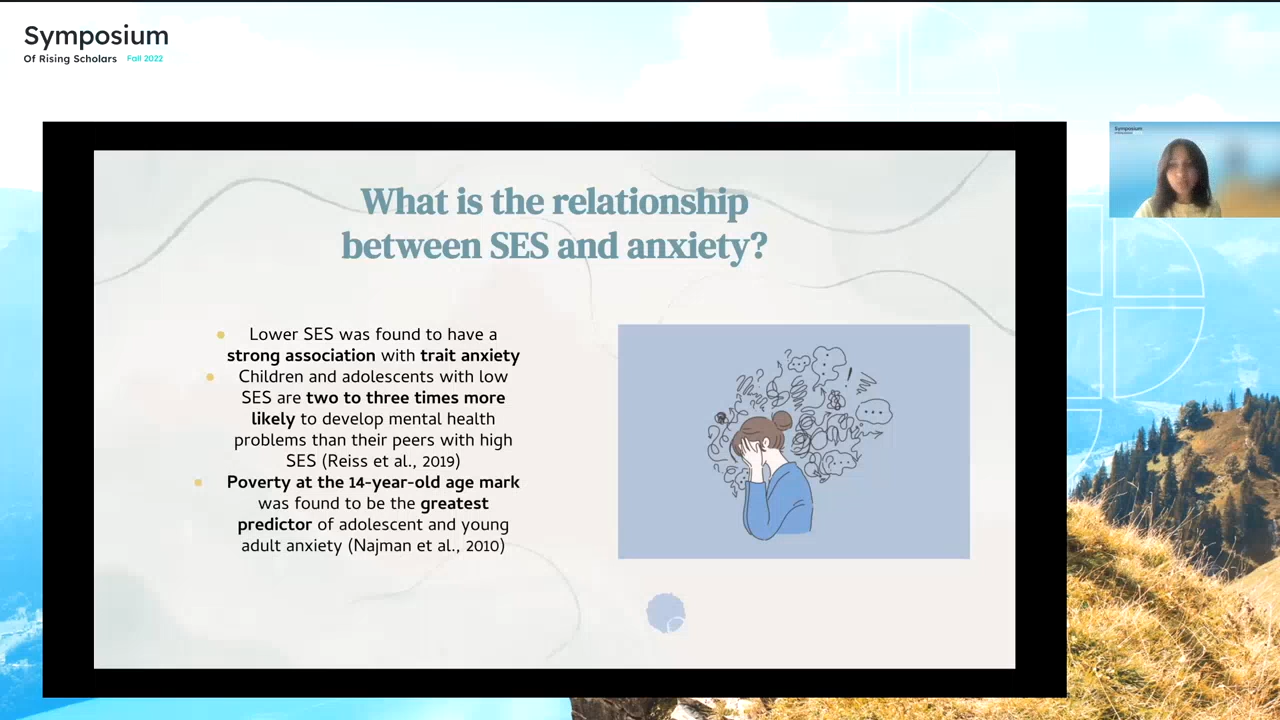 Symposium
Of Rising Scholars Fall 2022
Symposium
What is the relationship
between SES and anxiety?
Lower SES was found to have a
strong association with trait anxiety
Children and adolescents with low
SES are two to three times more
likely to develop mental health
problems than their peers with high
SES (Reiss et al., 2019)
Poverty at the 14-year-old age mark
was found to be the greatest
predictor of adolescent and young
adult anxiety (Najman et al., 2010)